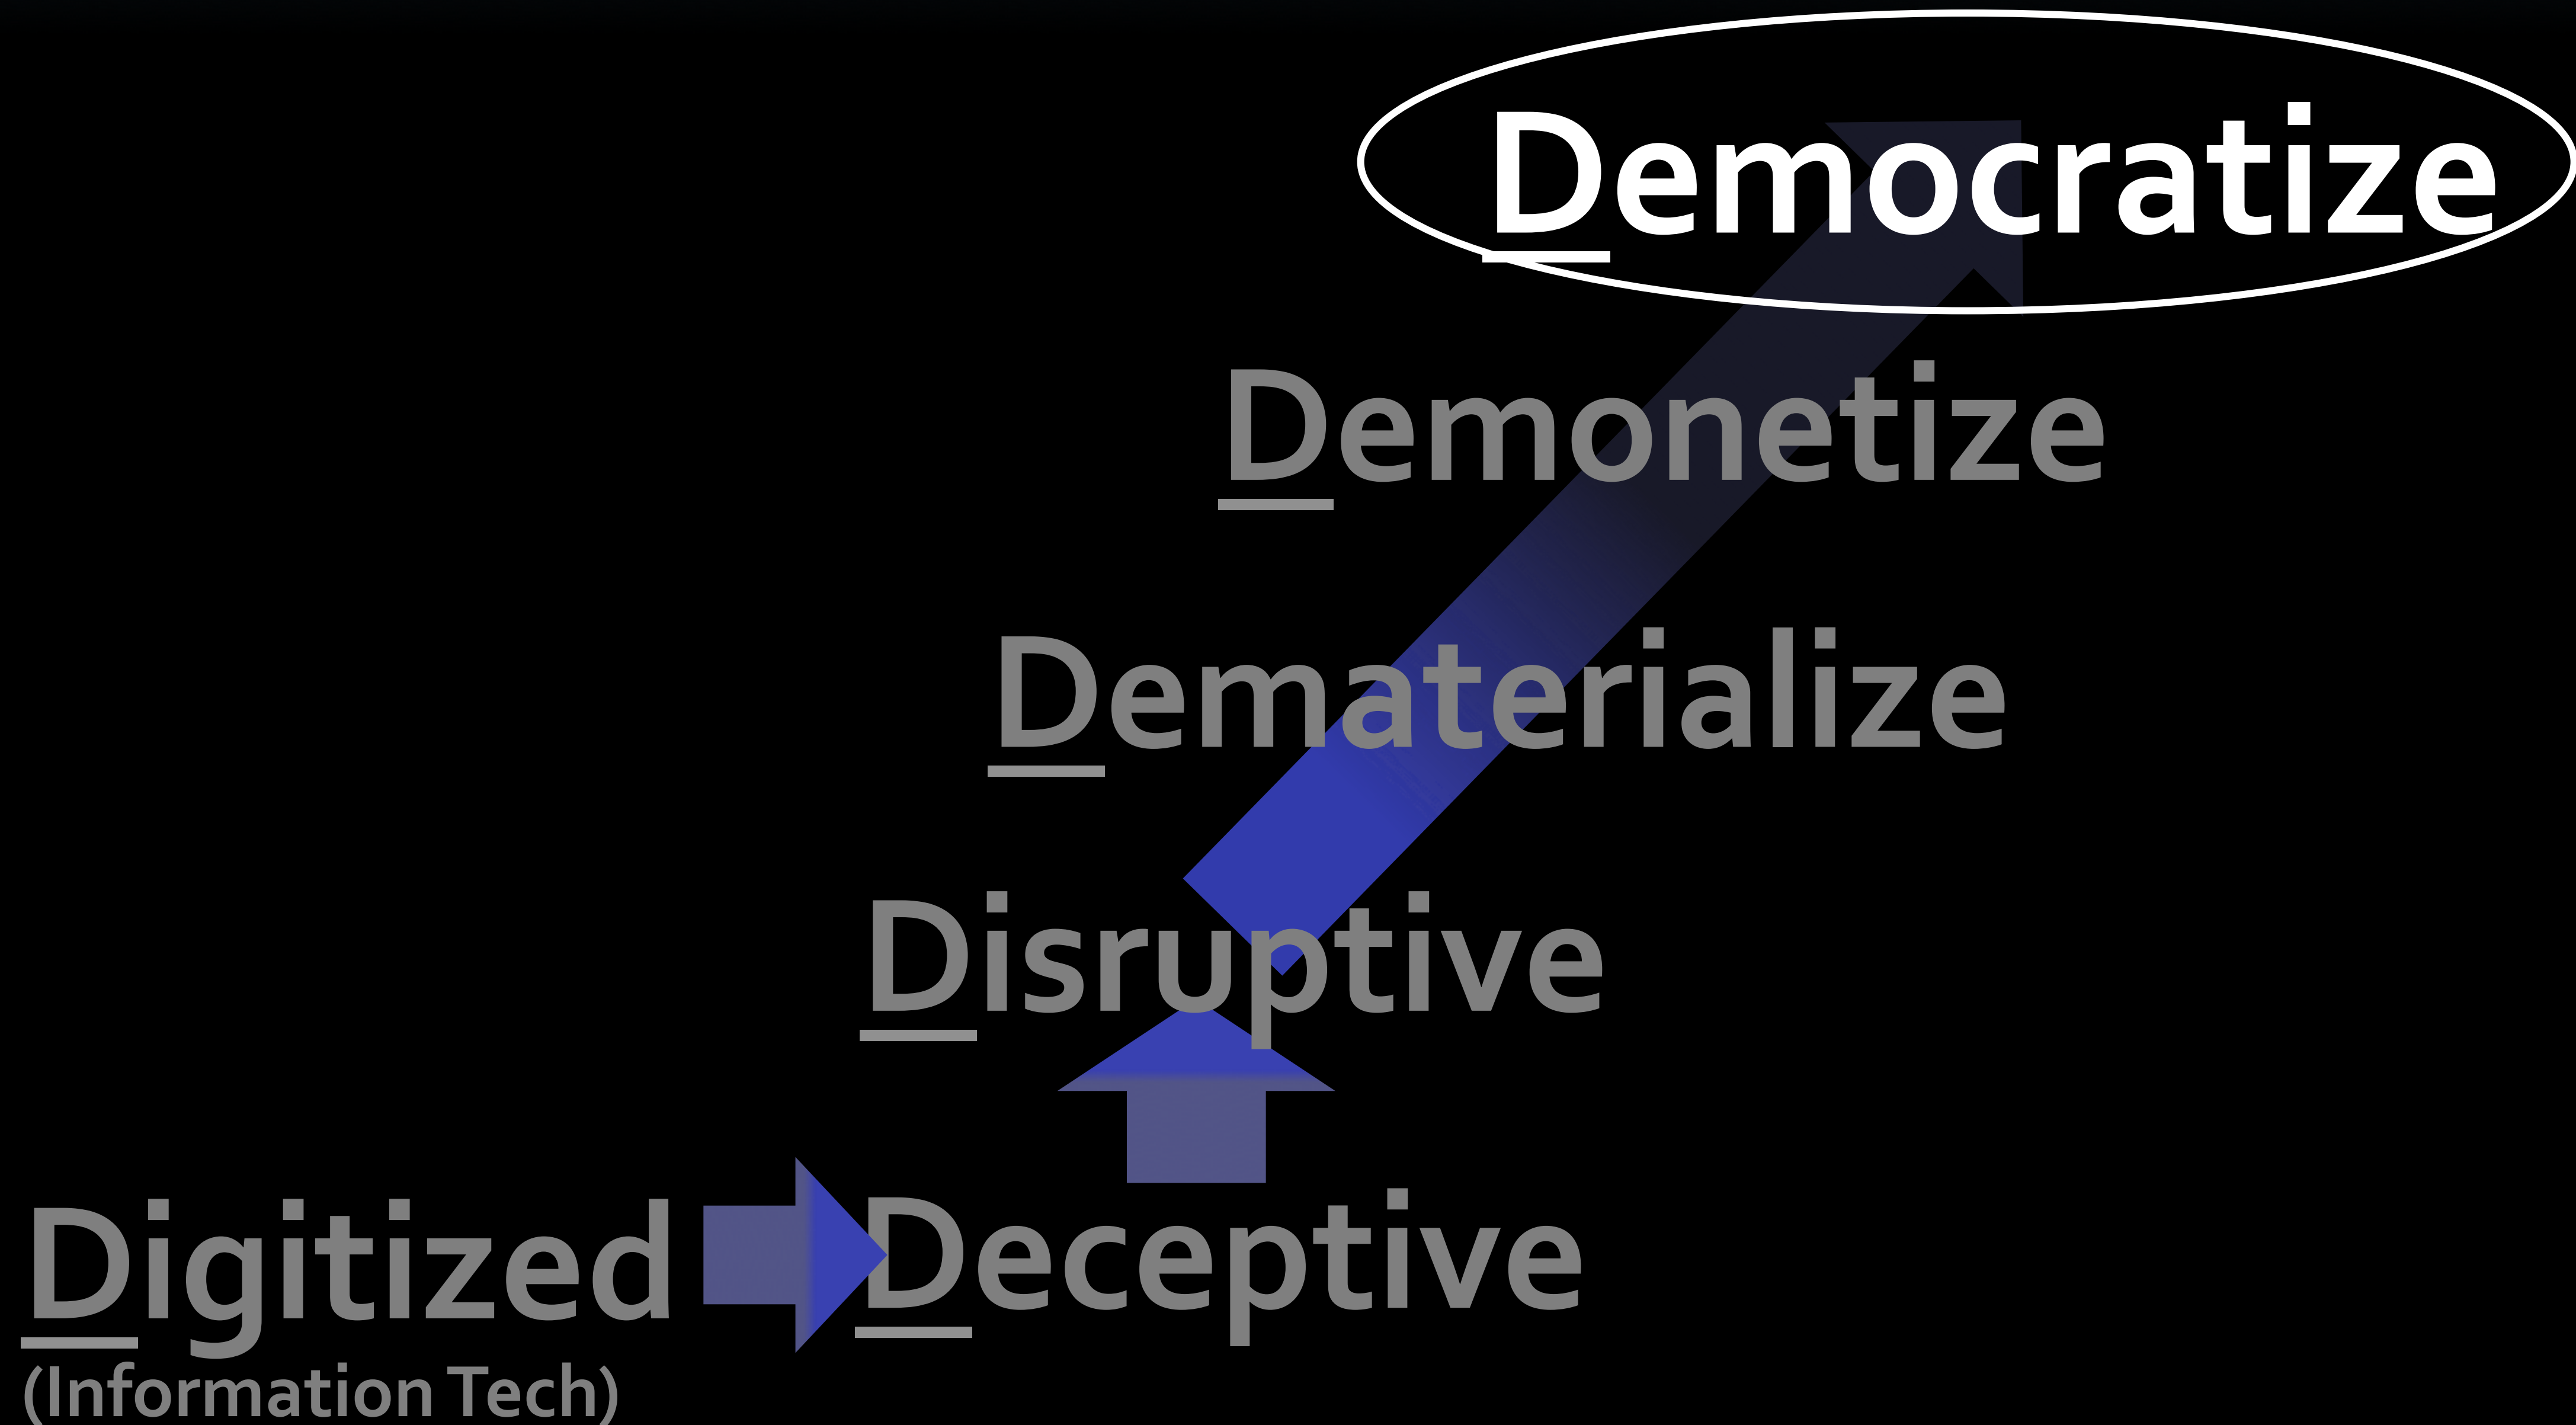 Democratize
Demonetize
Dematerialize
Disruptive
Digitized Deceptive
(Information Tech)